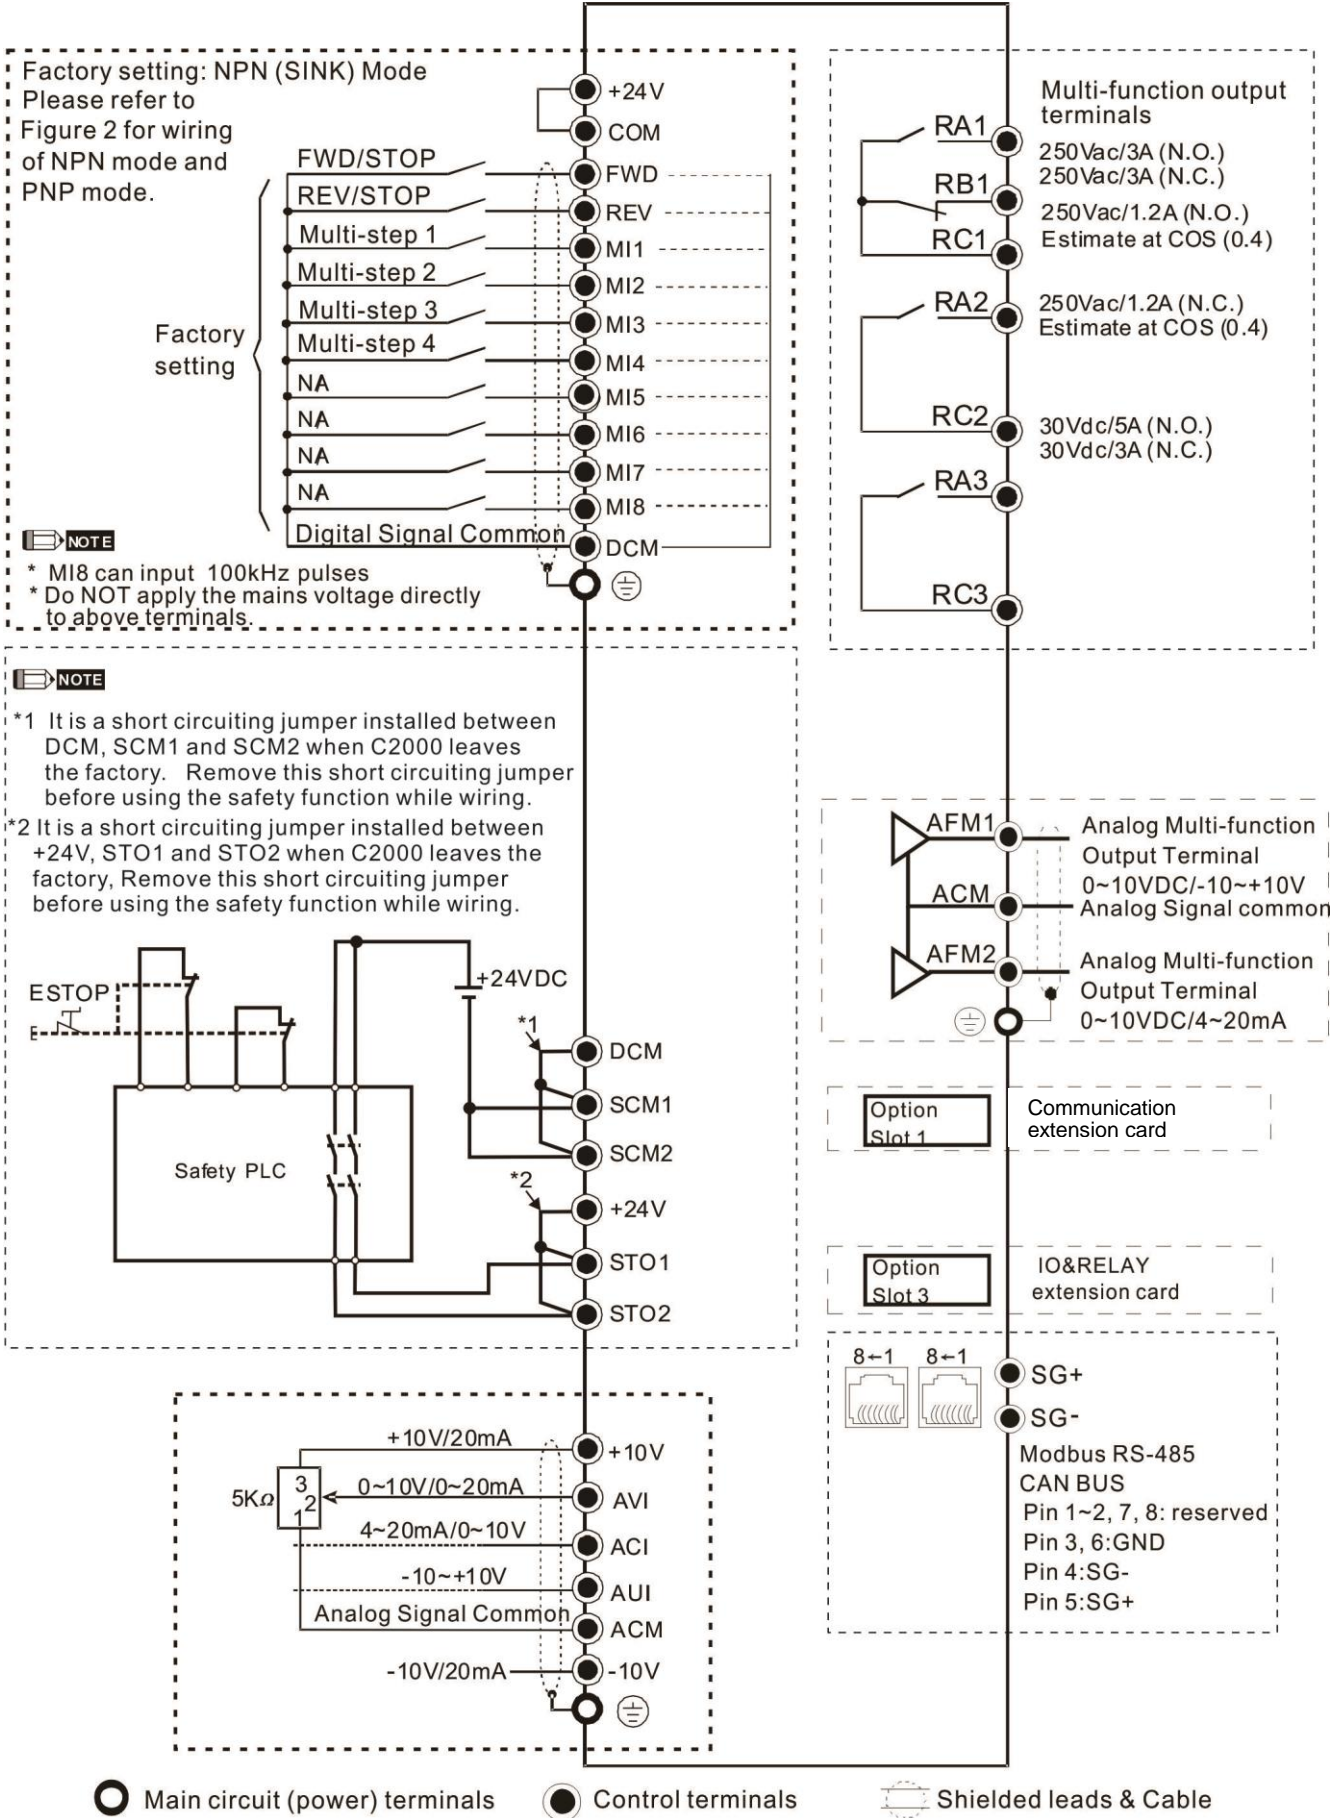 Factory setting: NPN (SINK) Mode
Please refer to
Figure 2 for wiring
of NPN mode and
PNP mode.
+24V
COM
FWD/STOP
FWD
REV/STOP
REV
Multi-step 1
MI1
Multi-step 2
MI2
Multi-step 3
MI3
Multi-step 4
MI4
Factory
setting
NA
MI5
NA
MI6
NA
MI7
NA
MI8
Digital Signal Common
DCM
NOTE
* MI8 can input 100kHz pulses
* Do NOT apply the mains voltage directly
to above terminals.
Multi-function output
terminals
RA1
250Vac/3A (N.O.)
250Vac/3A (N.C.)
RB1
250Vac/1.2A (N.O.)
Estimate at COS (0.4)
RC1
RA2
250Vac/1.2A (N.C.)
Estimate at COS (0.4)
RC2
30Vdc/5A (N.O.)
30Vdc/3A (N.C.)
RA3
RC3
NOTE
*1 It is a short circuiting jumper installed between
DCM, SCM1 and SCM2 when C2000 leaves
the factory. Remove this short circuiting jumper
before using the safety function while wiring.
*2 It is a short circuiting jumper installed between
+24V, STO1 and STO2 when C2000 leaves the
factory, Remove this short circuiting jumper
before using the safety function while wiring.
ESTOP
E
+24VDC
*1
DCM
SCM1
SCM2
Safety PLC
*2
+24V
STO1
STO2
AFM1
Analog Multi-function
Output Terminal
0~10VDC/-10~+10V
ACM
Analog Signal common
AFM2
Analog Multi-function
Output Terminal
0~10VDC/4~20mA
Option
Slot 1
Communication
extension card
Option
Slot 3
IO&RELAY
extension card
8←1
8←1
SG+
SG-
Modbus RS-485
CAN BUS
Pin 1~2, 7, 8: reserved
Pin 3, 6:GND
Pin 4:SG-
Pin 5:SG+
+10V/20mA
+10V
5KΩ
3
2
1
0~10V/0~20mA
AVI
4~20mA/0~10V
ACI
-10~+10V
AUI
Analog Signal Common
ACM
-10V/20mA
-10V
Main circuit (power) terminals
Control terminals
Shielded leads & Cable